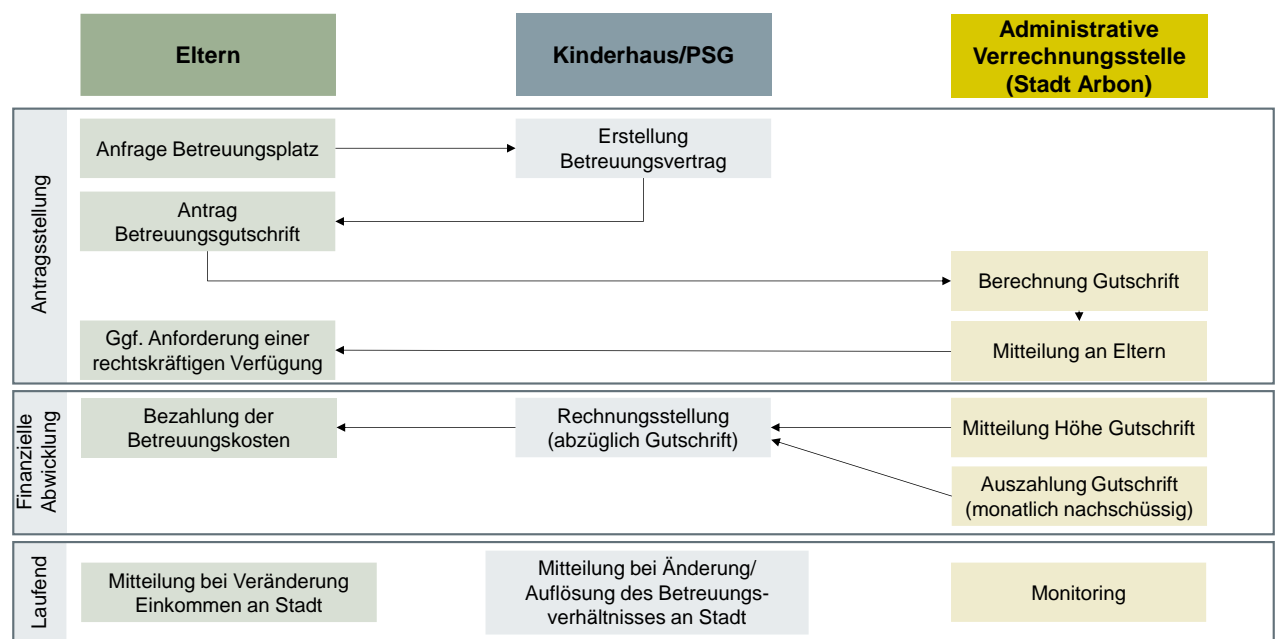 Eltern
Kinderhaus/PSG
Administrative
Verrechnungsstelle
(Stadt Arbon)
Antragsstellung
Anfrage Betreuungsplatz
Erstellung
Betreuungsvertrag
Antrag
Betreuungsgutschrift
Berechnung Gutschrift
Ggf. Anforderung einer
rechtskräftigen Verfügung
Mitteilung an Eltern
Finanzielle
Abwicklung
Bezahlung der
Betreuungskosten
Rechnungsstellung
(abzüglich Gutschrift)
Mitteilung Höhe Gutschrift
Auszahlung Gutschrift
(monatlich nachschüssig)
Laufend
Mitteilung bei Veränderung
Einkommen an Stadt
Mitteilung bei Änderung/
Auflösung des Betreuungs-
verhältnisses an Stadt
Monitoring